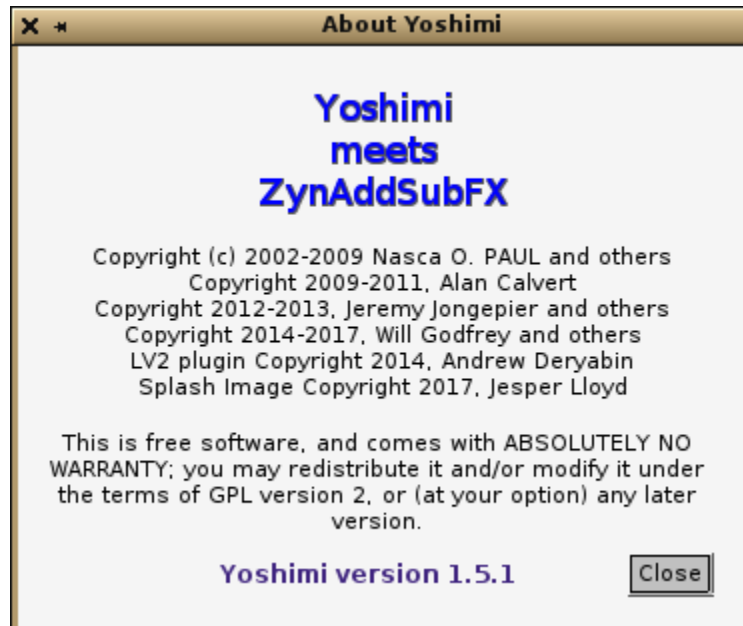 About Yoshimi
Yoshimi
meets
ZynAddSubFX
Copyright (c) 2002-2009 Nasca O. PAUL and others
Copyright 2009-2011, Alan Calvert
Copyright 2012-2013, Jeremy Jongepier and others
Copyright 2014-2017, Will Godfrey and others
LV2 plugin Copyright 2014, Andrew Deryabin
Splash Image Copyright 2017, Jesper Lloyd
This is free software, and comes with ABSOLUTELY NO
WARRANTY; you may redistribute it and/or modify it under
the terms of GPL version 2, or (at your option) any later
version.
Yoshimi version 1.5.1
Close